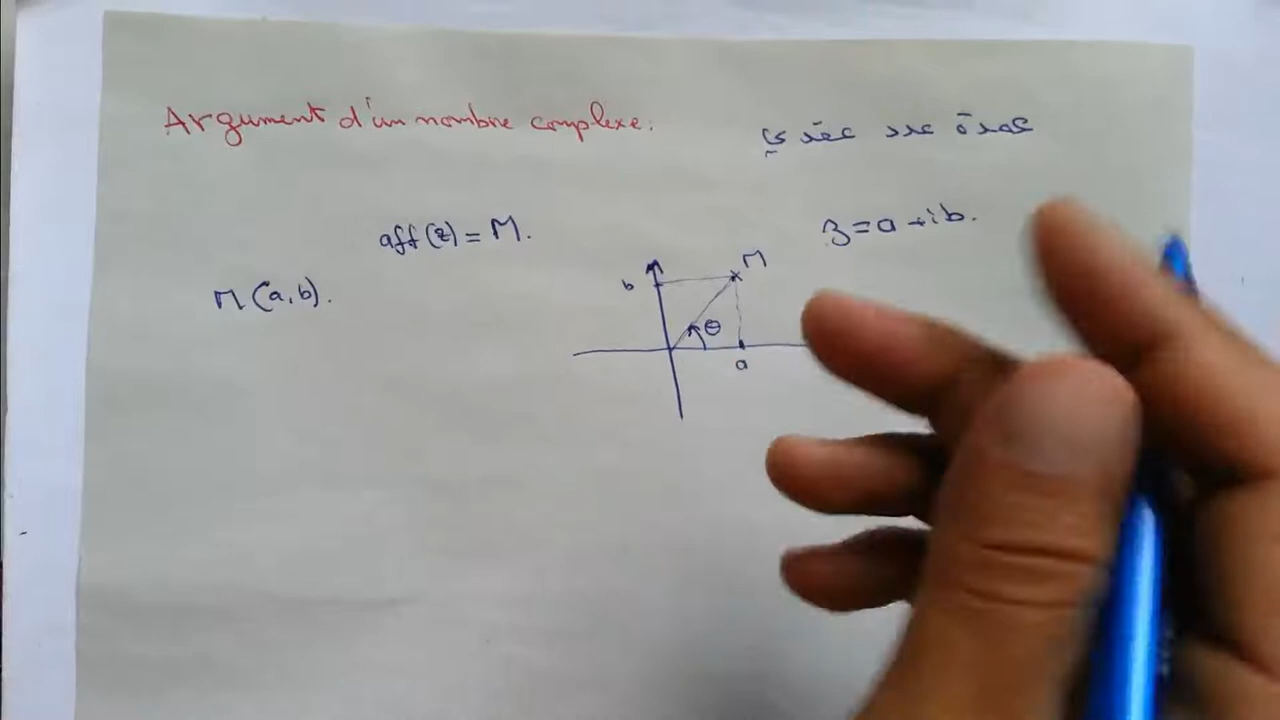 Argument d'un nombre complexe.
عمدة عدد عقدي
aff(z) = M.
z = a + ib.
M(a,b).
M
b
θ
a